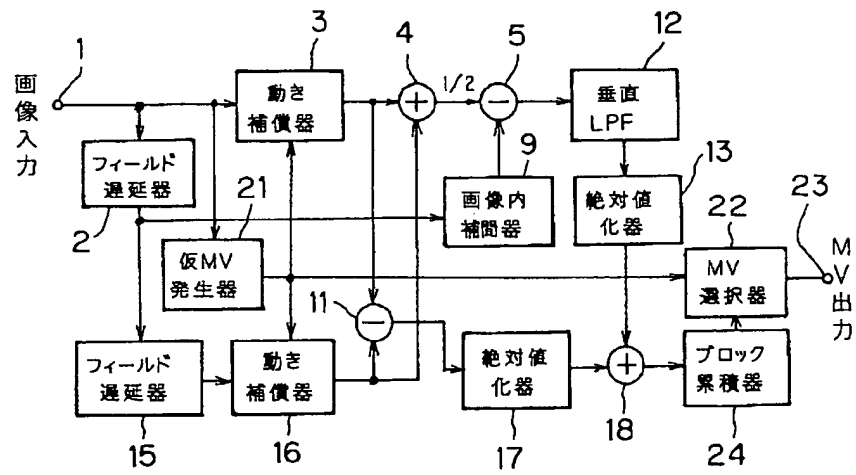 画像入力
1
フィールド
遅延器
2
3
動き
補償器
4
1/2
5
12
垂直
LPF
13
絶対値
化器
9
画像内
補間器
21
仮MV
発生器
22
MV
選択器
23
MV出力
11
フィールド
遅延器
15
動き
補償器
16
絶対値
化器
17
18
ブロック
累積器
24